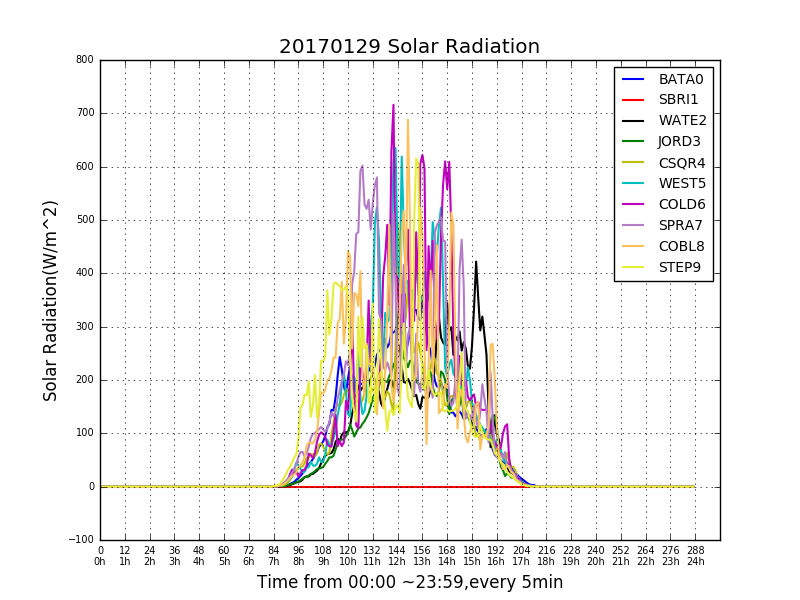 20170129 Solar Radiation
800
700
600
500
400
300
200
100
0
−100
Solar Radiation(W/m^2)
BATA0
SBRI1
WATE2
JORD3
CSQR4
WEST5
COLD6
SPRA7
COBL8
STEP9
0 12 24 36 48 60 72 84 96 108 120 132 144 156 168 180 192 204 216 228 240 252 264 276 288
0h 1h 2h 3h 4h 5h 6h 7h 8h 9h 10h 11h 12h 13h 14h 15h 16h 17h 18h 19h 20h 21h 22h 23h 24h
Time from 00:00 ~23:59,every 5min